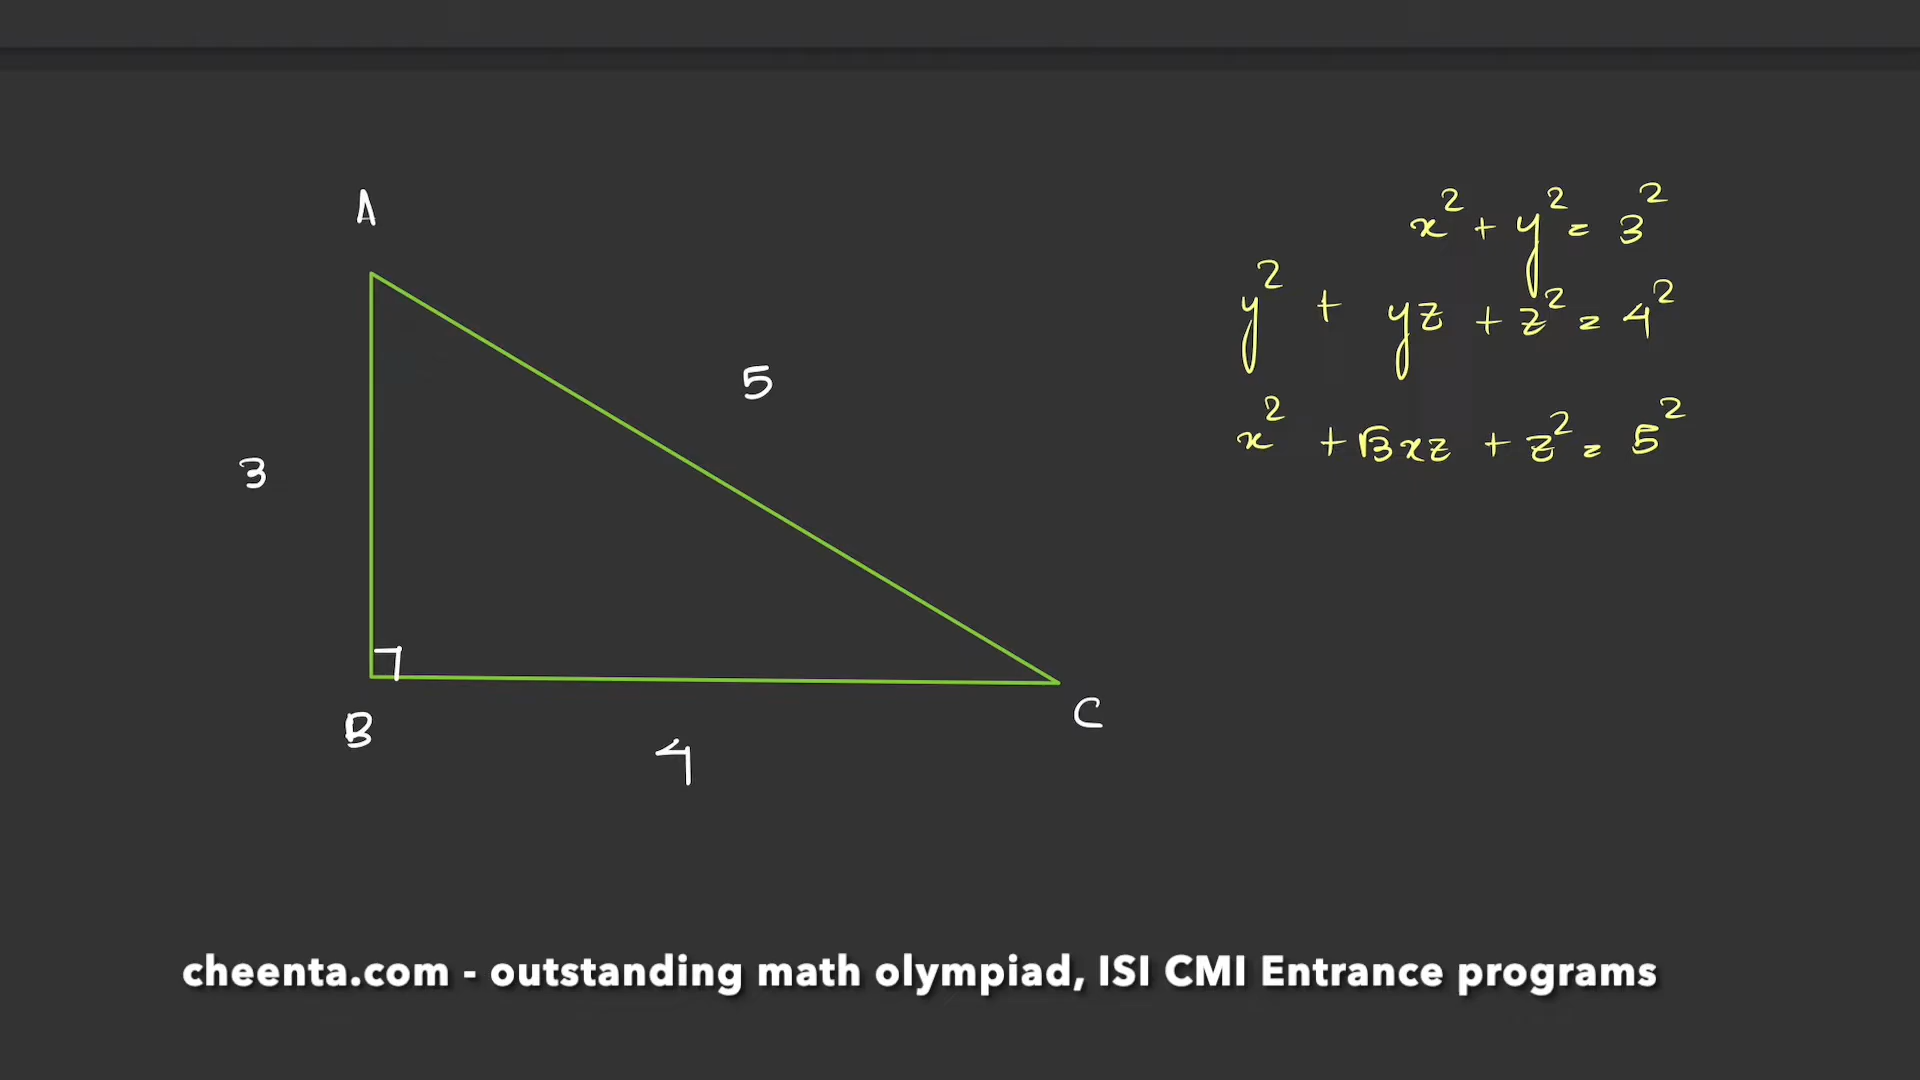 A
x² + y² = 3²
y² + yz + z² = 4²
5
x² + √3xz + z² = 5²
3
B
C
4
cheenta.com - outstanding math olympiad, ISI CMI Entrance programs